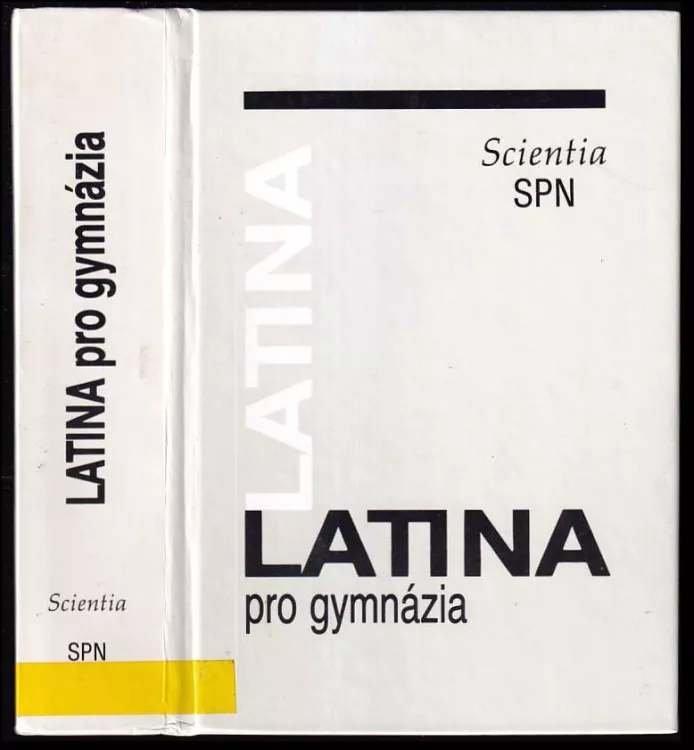 LATINA pro gymnázia
Scientia
SPN
Scientia
SPN
LATINA
LATINA
pro gymnázia